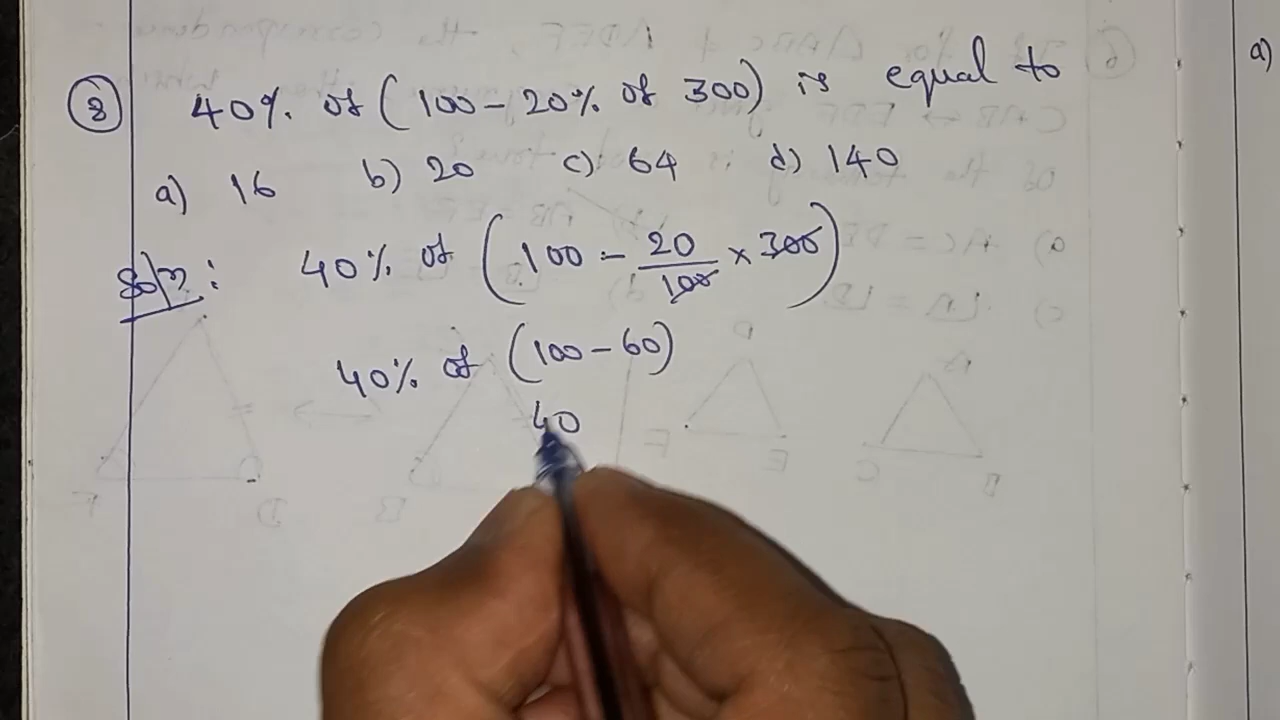 8 40% of (100 - 20% of 300) is equal to
a) 16 b) 20 c) 64 d) 140
Soln: 40% of (100 - 20/100 × 300)
40% of (100 - 60)
40
a)